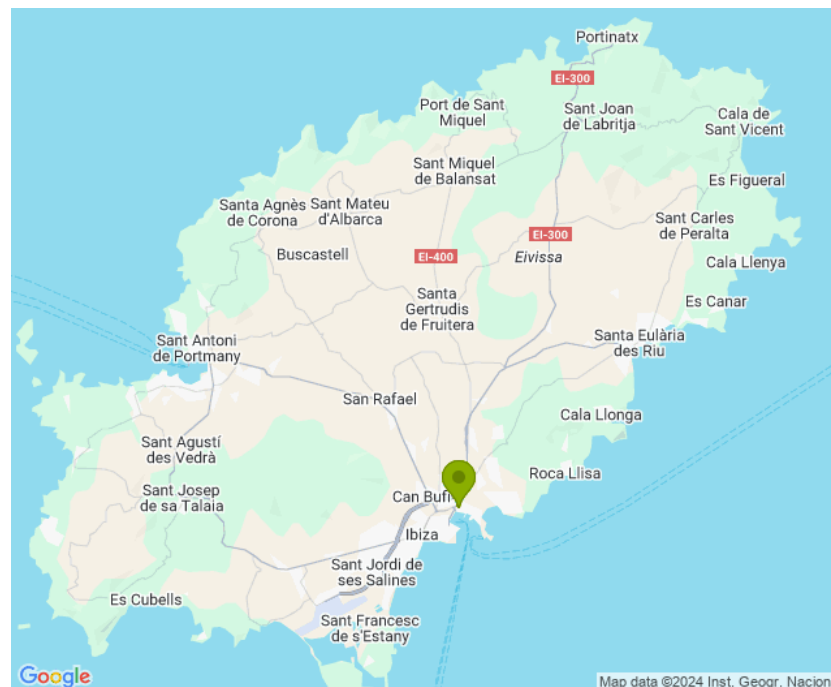 Portinatx
EI-300
Port de Sant
Miquel
Sant Joan
de Labritja
Cala de
Sant Vicent
Sant Miquel
de Balansat
Es Figueral
Santa Agnès
de Corona
Sant Mateu
d'Albarca
Sant Carles
de Peralta
EI-300
Buscastell
EI-400
Eivissa
Cala Llenya
Santa
Gertrudis
de Fruitera
Es Canar
Sant Antoni
de Portmany
Santa Eulària
des Riu
San Rafael
Cala Llonga
Sant Agustí
des Vedrà
Roca Llisa
Sant Josep
de sa Talaia
Can Bufí
Ibiza
Sant Jordi de
ses Salines
Es Cubells
Sant Francesc
de s'Estany
Google
Map data ©2024 Inst. Geogr. Nacion